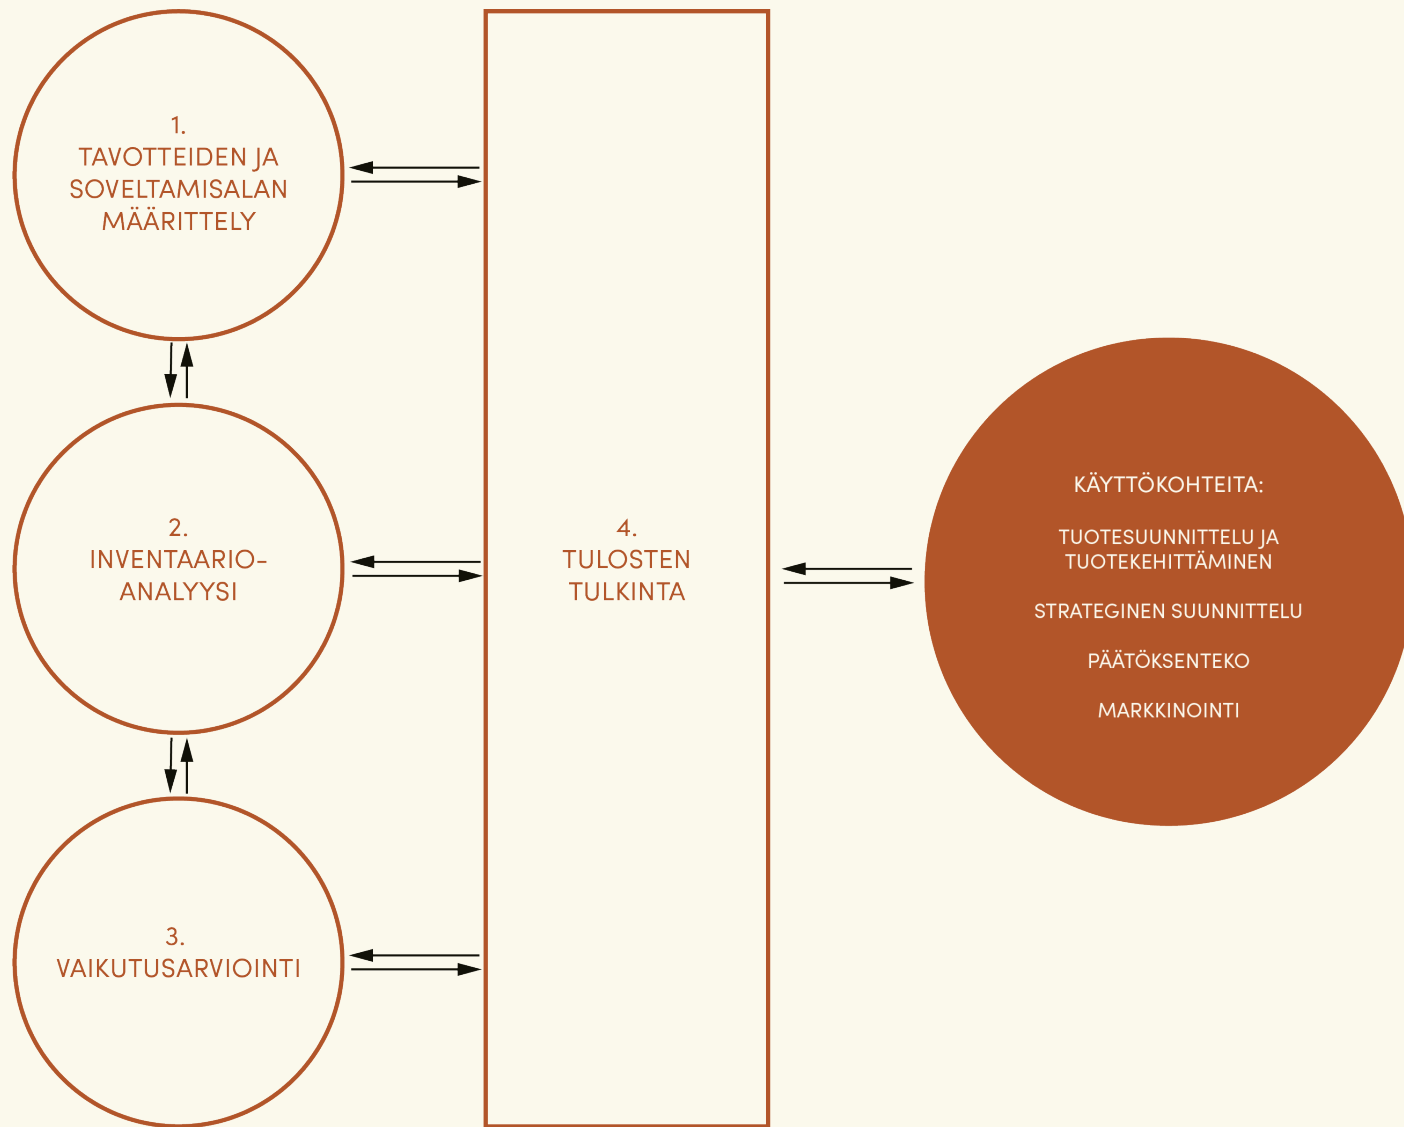 1.
TAVOTTEIDEN JA
SOVELTAMISALAN
MÄÄRITTELY
2.
INVENTAARIO-
ANALYYSI
3.
VAIKUTUSARVIOINTI
4.
TULOSTEN
TULKINTA
KÄYTTÖKOHTEITA:
TUOTESUUNNITTELU JA
TUOTEKEHITTÄMINEN
STRATEGINEN SUUNNITTELU
PÄÄTÖKSENTEKO
MARKKINOINTI